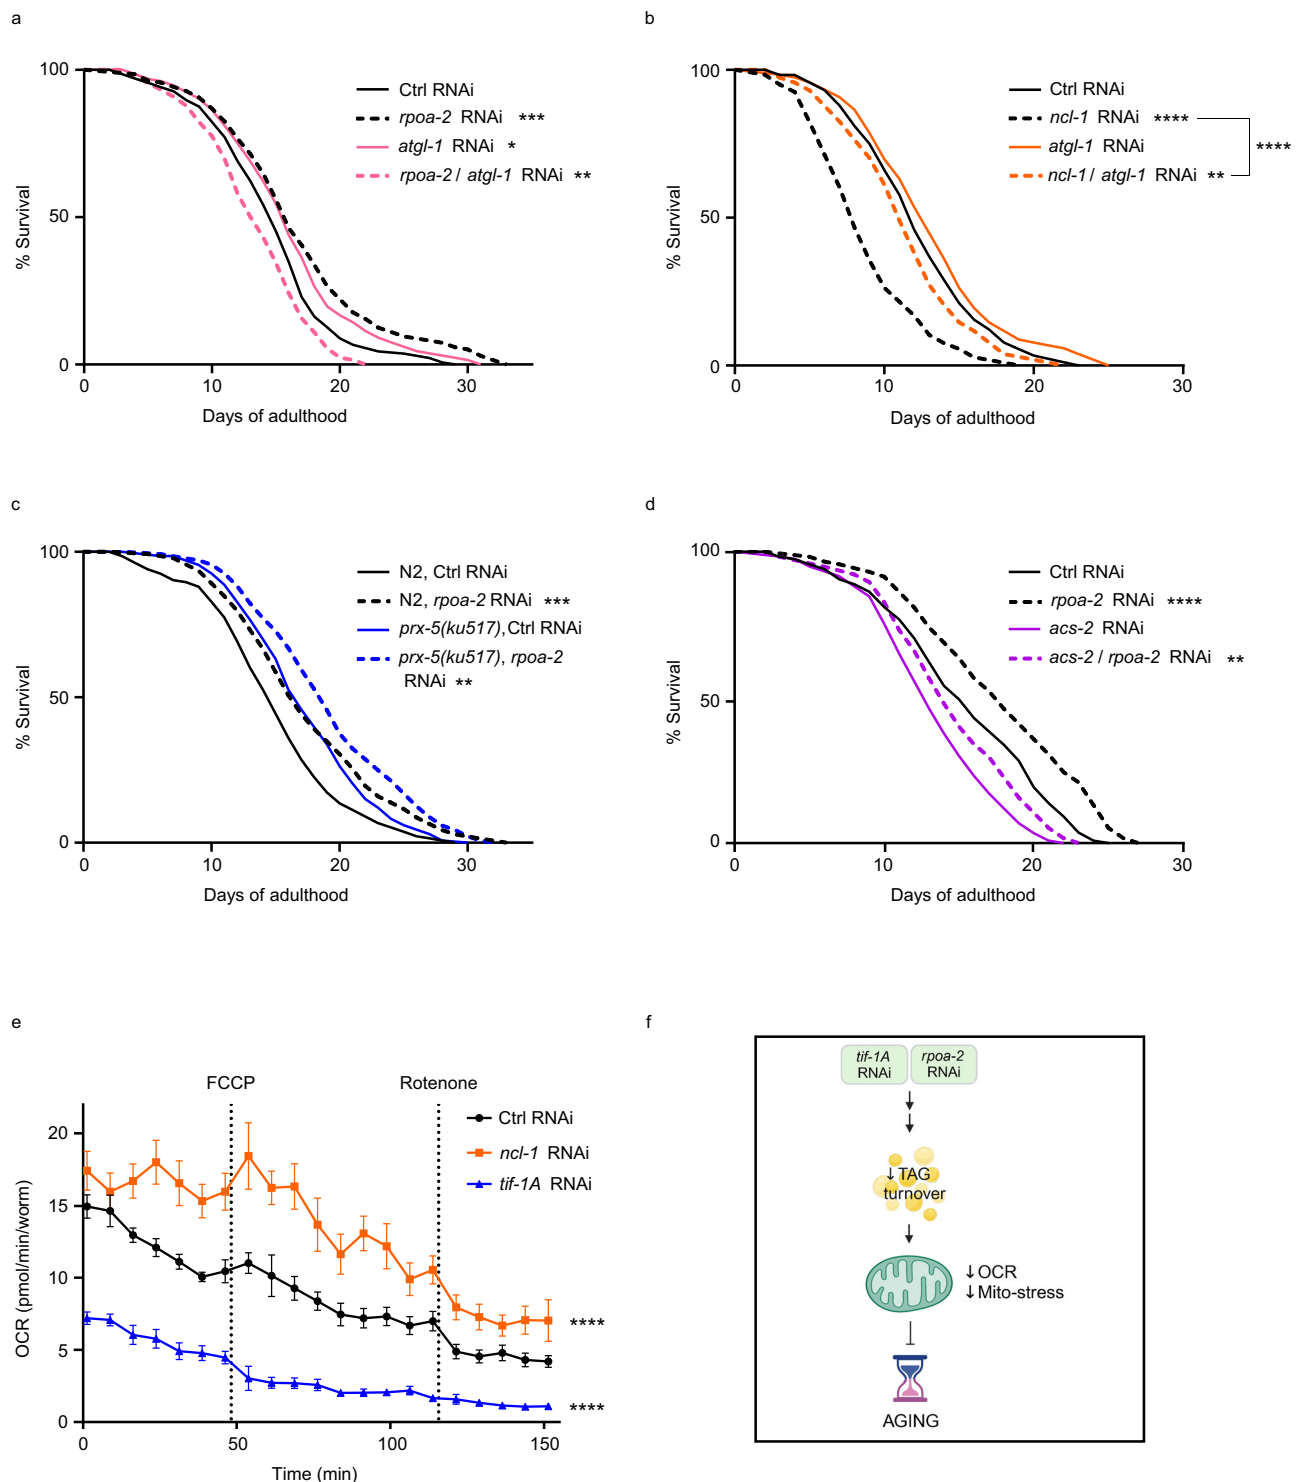 a
100
50
0
% Survival
0 10 20 30
Days of adulthood
Ctrl RNAi
rpoa-2 RNAi ***
atgl-1 RNAi *
rpoa-2 / atgl-1 RNAi **
b
100
50
0
% Survival
0 10 20 30
Days of adulthood
Ctrl RNAi
ncl-1 RNAi ****
atgl-1 RNAi
ncl-1 / atgl-1 RNAi **
****
c
100
50
0
% Survival
0 10 20 30
Days of adulthood
N2, Ctrl RNAi
N2, rpoa-2 RNAi ***
prx-5(ku517), Ctrl RNAi
prx-5(ku517), rpoa-2
RNAi **
d
100
50
0
% Survival
0 10 20 30
Days of adulthood
Ctrl RNAi
rpoa-2 RNAi ****
acs-2 RNAi
acs-2 / rpoa-2 RNAi **
e
FCCP
Rotenone
20
15
10
5
0
OCR (pmol/min/worm)
0 50 100 150
Time (min)
Ctrl RNAi
ncl-1 RNAi
tif-1A RNAi
****
****
f
tif-1A
RNAi
rpoa-2
RNAi
↓TAG
turnover
↓OCR
↓Mito-stress
AGING